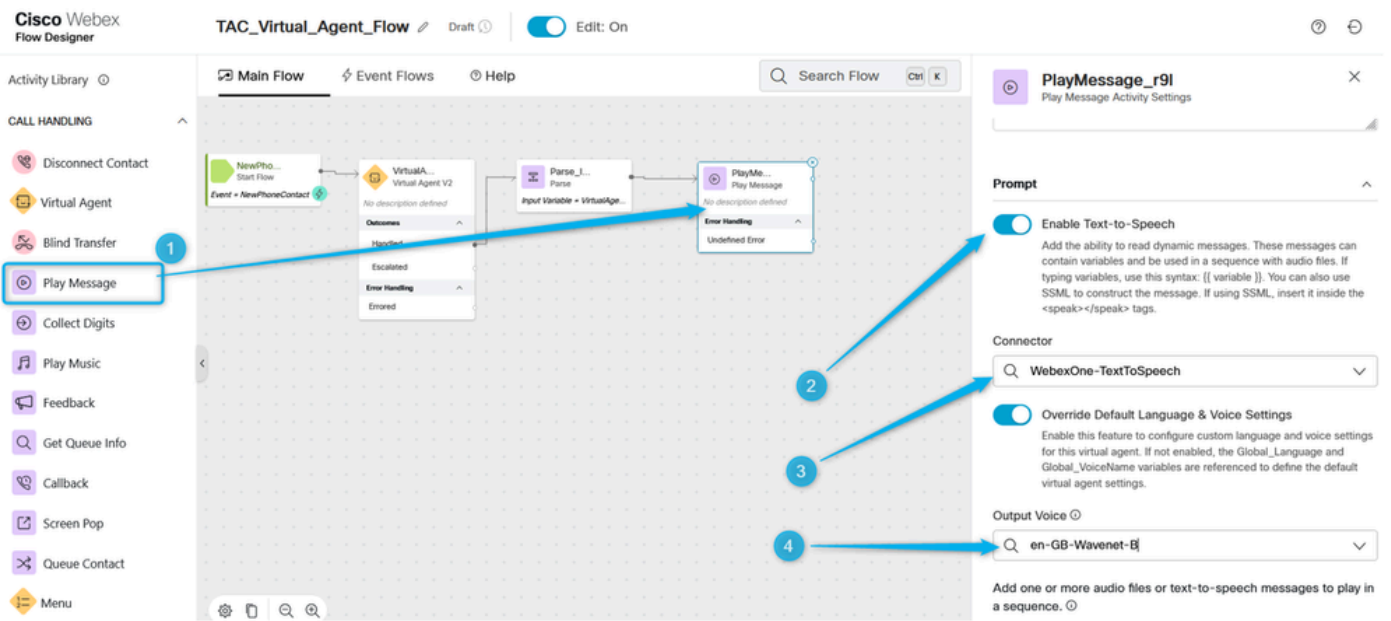 Cisco Webex
Flow Designer
TAC_Virtual_Agent_Flow
Draft
Edit: On
Activity Library
CALL HANDLING
Disconnect Contact
Virtual Agent
Blind Transfer
1
Play Message
Collect Digits
Play Music
Feedback
Get Queue Info
Callback
Screen Pop
Queue Contact
Menu
Main Flow
Event Flows
Help
Search Flow
Ctrl
K
NewPho...
Start Flow
Event = NewPhoneContact
VirtualA...
Virtual Agent V2
No description defined
Outcomes
Handled
Escalated
Error Handling
Errored
Parse_I...
Parse
Input Variable = VirtualAge...
PlayMe...
Play Message
No description defined
Error Handling
Undefined Error
2
3
4
PlayMessage_r9l
Play Message Activity Settings
Prompt
Enable Text-to-Speech
Add the ability to read dynamic messages. These messages can
contain variables and be used in a sequence with audio files. If
typing variables, use this syntax: {{ variable }}. You can also use
SSML to construct the message. If using SSML, insert it inside the
<speak></speak> tags.
Connector
WebexOne-TextToSpeech
Override Default Language & Voice Settings
Enable this feature to configure custom language and voice settings
for this virtual agent. If not enabled, the Global_Language and
Global_VoiceName variables are referenced to define the default
virtual agent settings.
Output Voice
en-GB-Wavenet-B
Add one or more audio files or text-to-speech messages to play in
a sequence.